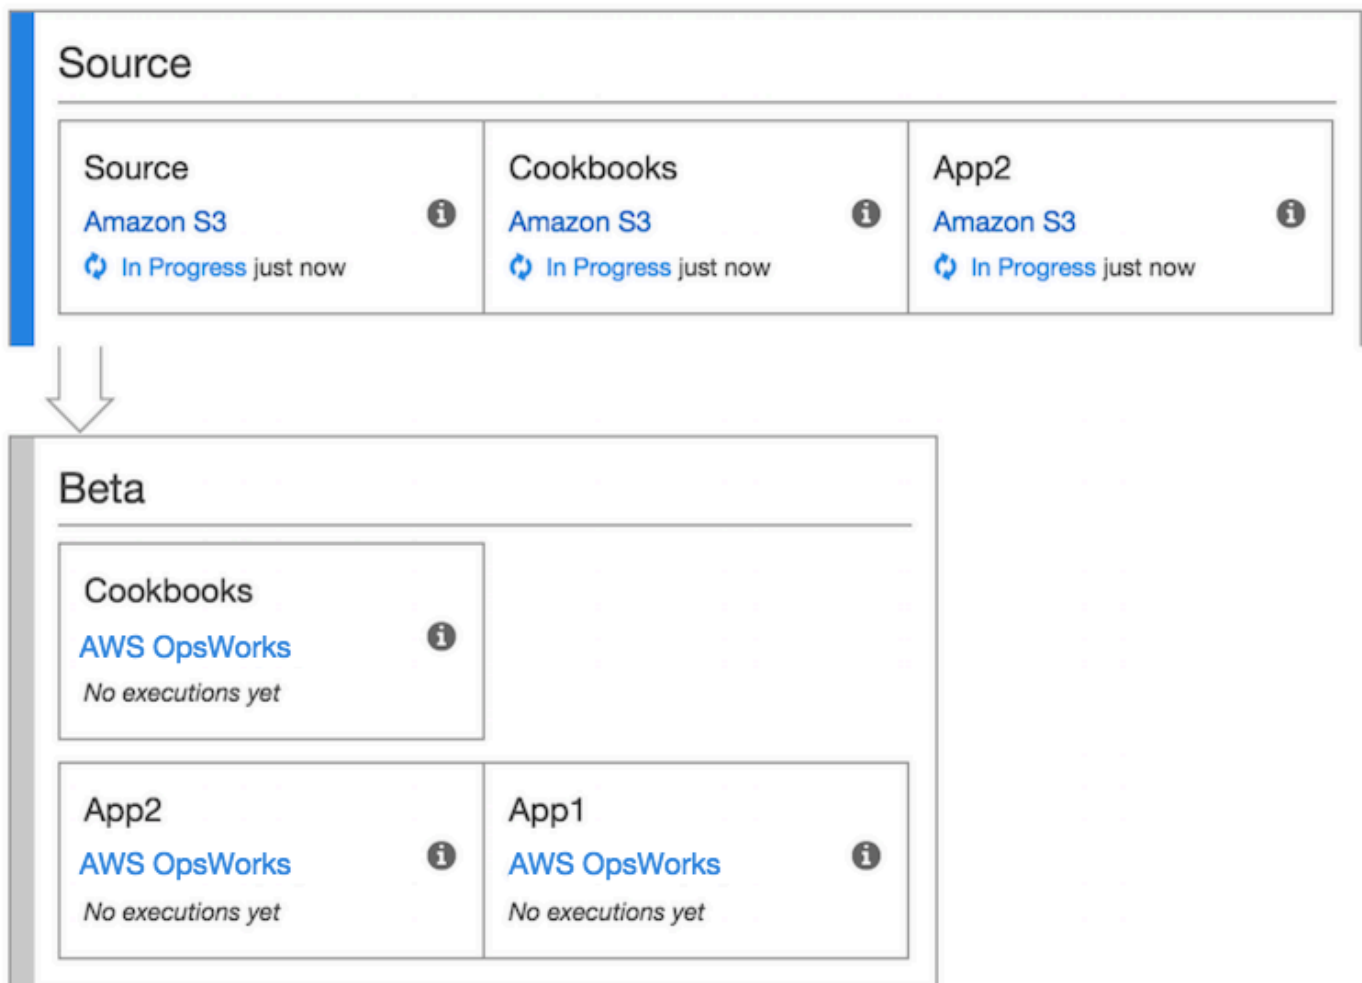 Source
Source
Amazon S3
In Progress just now
Cookbooks
Amazon S3
In Progress just now
App2
Amazon S3
In Progress just now
Beta
Cookbooks
AWS OpsWorks
No executions yet
App2
AWS OpsWorks
No executions yet
App1
AWS OpsWorks
No executions yet